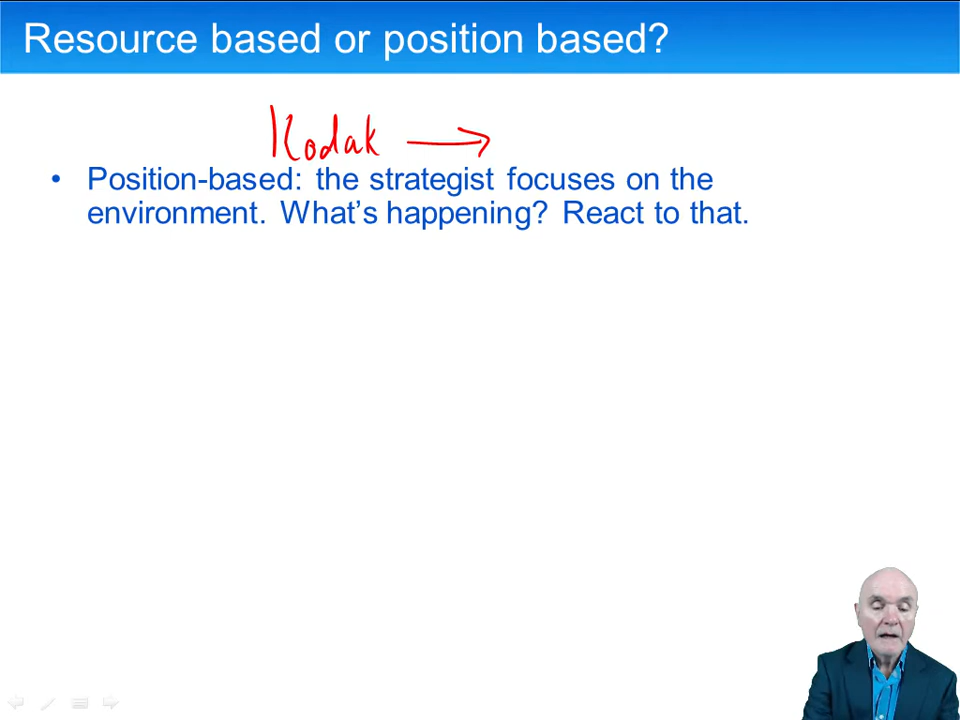 Resource based or position based?
Kodak →
• Position-based: the strategist focuses on the
environment. What's happening? React to that.